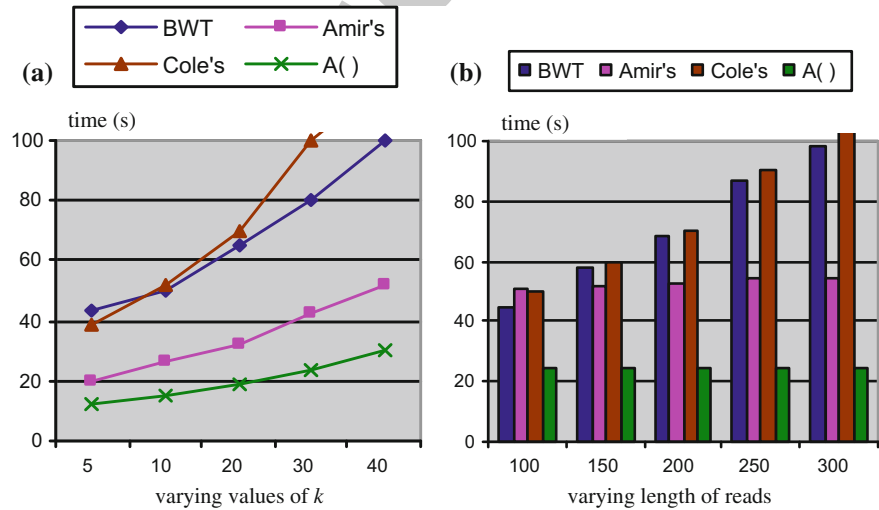 BWT Amir's
Cole's A( )
(a)
time (s)
100
80
60
40
20
0
5 10 20 30 40
varying values of k
(b)
BWT Amir's Cole's A( )
time (s)
100
80
60
40
20
0
100 150 200 250 300
varying length of reads